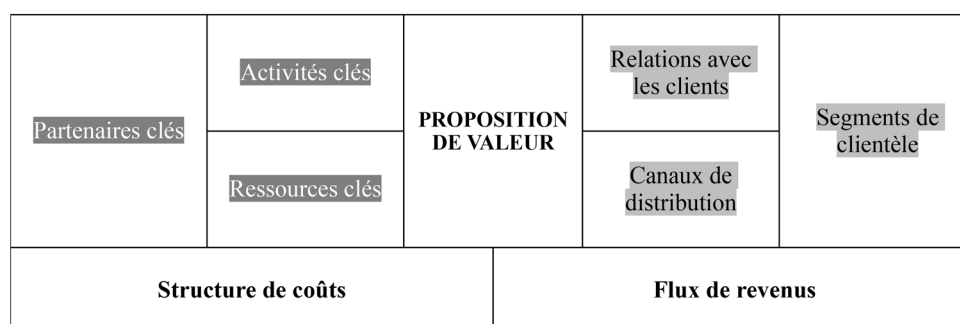 Partenaires clés
Activités clés
Ressources clés
PROPOSITION
DE VALEUR
Relations avec
les clients
Canaux de
distribution
Segments de
clientèle
Structure de coûts
Flux de revenus